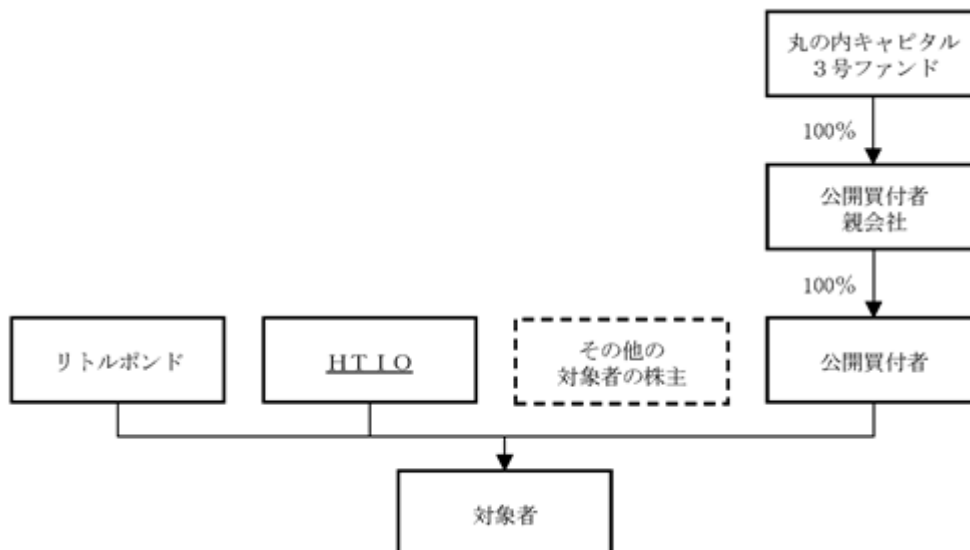 丸の内キャピタル
３号ファンド
100%
公開買付者
親会社
100%
リトルポンド
ＨＴＩＯ
その他の
対象者の株主
公開買付者
対象者